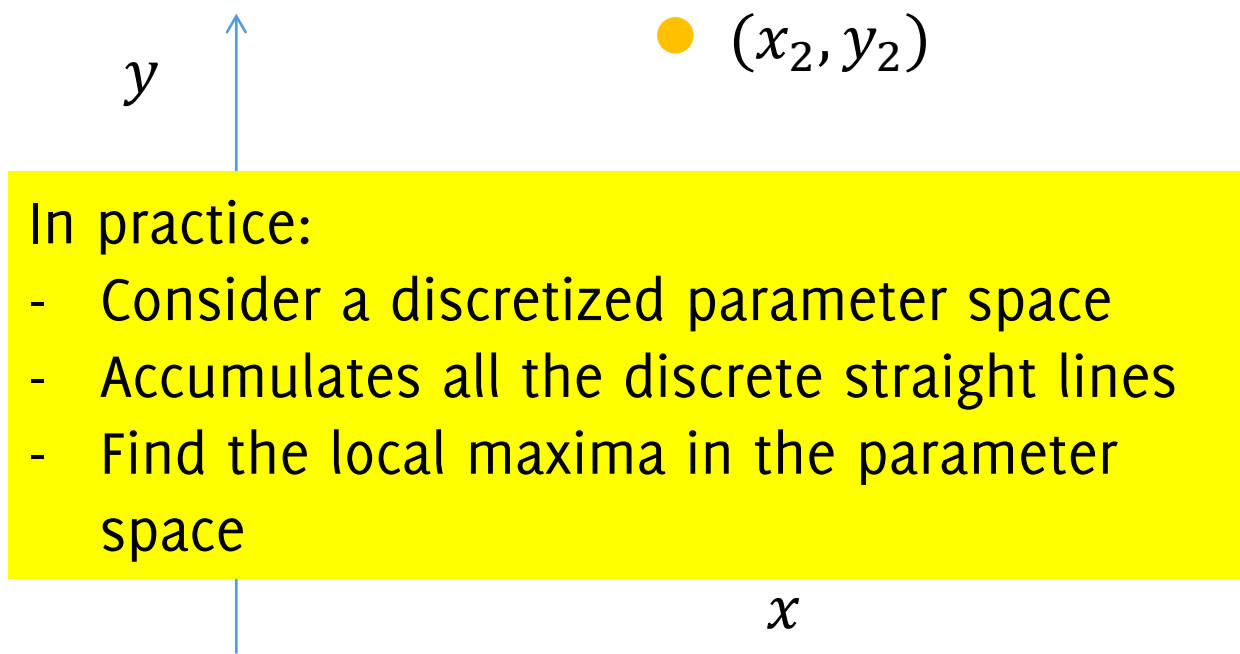 y
(x₂, y₂)
In practice:
- Consider a discretized parameter space
- Accumulates all the discrete straight lines
- Find the local maxima in the parameter
space
x